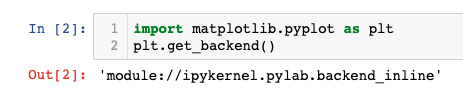 In [2]: 1 import matplotlib.pyplot as plt
2 plt.get_backend()
Out[2]: 'module://ipykernel.pylab.backend_inline'